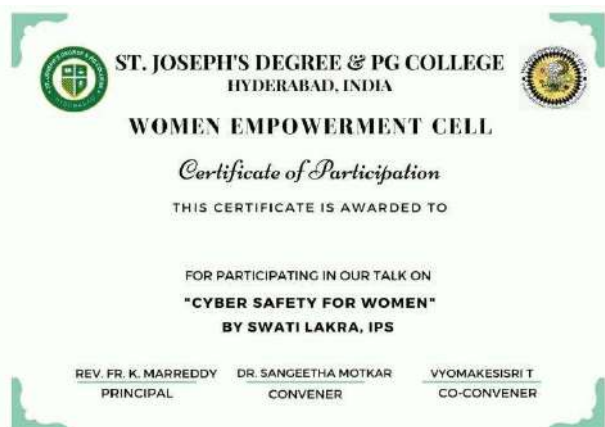 ST. JOSEPH'S DEGREE & PG COLLEGE
HYDERABAD, INDIA
WOMEN EMPOWERMENT CELL
Certificate of Participation
THIS CERTIFICATE IS AWARDED TO
FOR PARTICIPATING IN OUR TALK ON
"CYBER SAFETY FOR WOMEN"
BY SWATI LAKRA, IPS
REV. FR. K. MARREDDY DR. SANGEETHA MOTKAR VYOMAKESISRI T
PRINCIPAL CONVENER CO-CONVENER